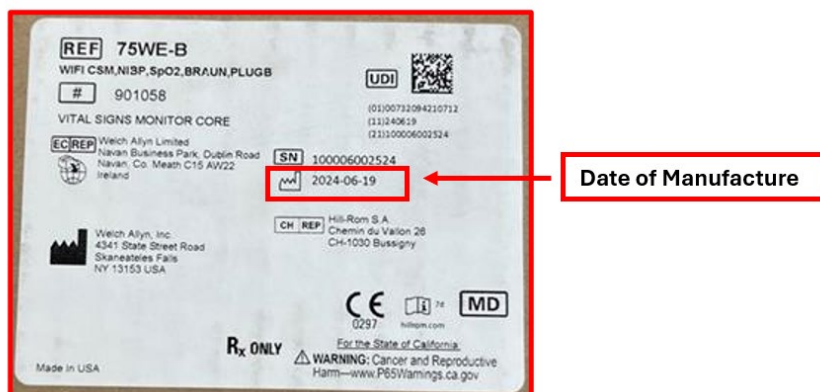 REF 75WE-B
WIFI CSM,NIBP,SpO2,BRAUN,PLUGB
# 901058
VITAL SIGNS MONITOR CORE
UDI
(01)00732094210712
(11)240619
(21)100006002524
EC REP Welch Allyn Limited
Navan Business Park, Dublin Road
Navan, Co. Meath C15 AW22
Ireland
SN 100006002524
2024-06-19
Date of Manufacture
CH REP Hill-Rom S.A.
Chemin du Vallon 26
CH-1030 Bussigny
Welch Allyn, Inc.
4341 State Street Road
Skaneateles Falls
NY 13153 USA
CE
0297
7d
hillrom.com
MD
Rx ONLY
For the State of California.
WARNING: Cancer and Reproductive
Harm—www.P65Warnings.ca.gov
Made in USA